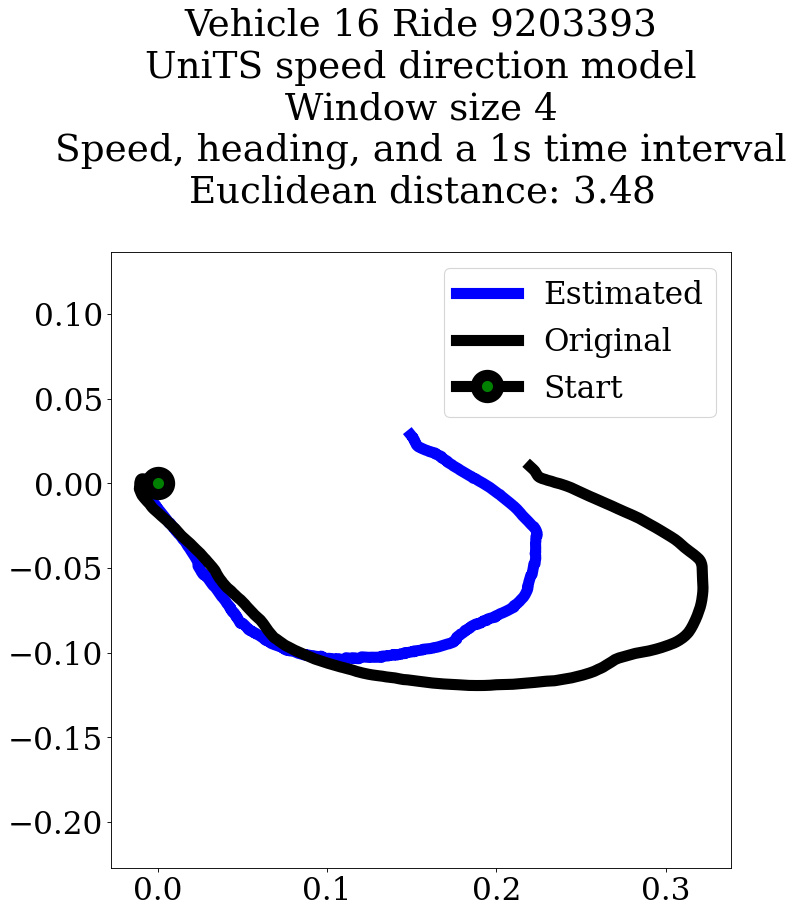 Vehicle 16 Ride 9203393
UniTS speed direction model
Window size 4
Speed, heading, and a 1s time interval
Euclidean distance: 3.48
Estimated
Original
Start
0.10
0.05
0.00
−0.05
−0.10
−0.15
−0.20
0.0 0.1 0.2 0.3